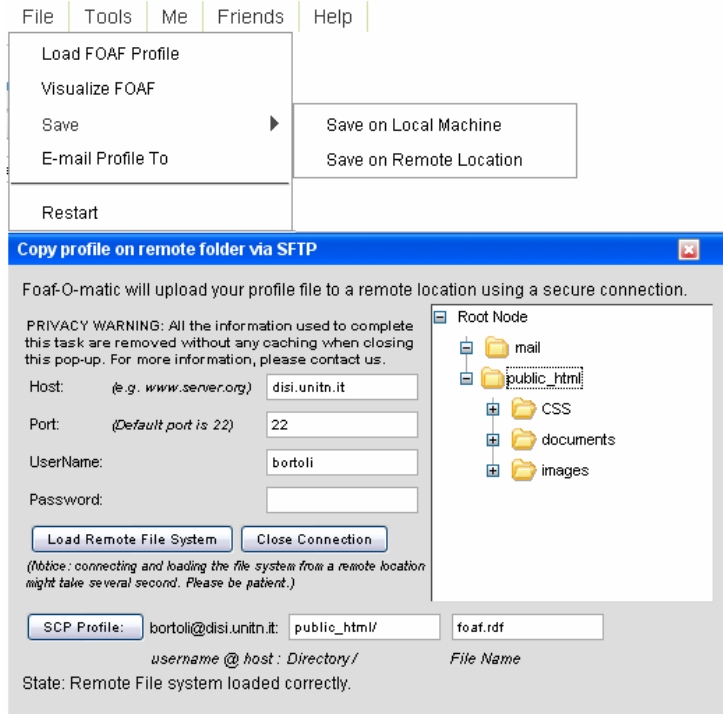 File Tools Me Friends Help
Load FOAF Profile
Visualize FOAF
Save
Save on Local Machine
E-mail Profile To
Save on Remote Location
Restart
Copy profile on remote folder via SFTP
Foaf-O-matic will upload your profile file to a remote location using a secure connection.
PRIVACY WARNING: All the information used to complete
this task are removed without any caching when closing
this pop-up. For more information, please contact us.
Host: (e.g. www.server.org) disi.unitn.it
Port: (Default port is 22) 22
UserName: bortoli
Password:
Load Remote File System Close Connection
(Notice: connecting and loading the file system from a remote location
might take several second. Please be patient.)
Root Node
mail
public_html
CSS
documents
images
SCP Profile: bortoli@disi.unitn.it: public_html/ foaf.rdf
username @ host : Directory / File Name
State: Remote File system loaded correctly.